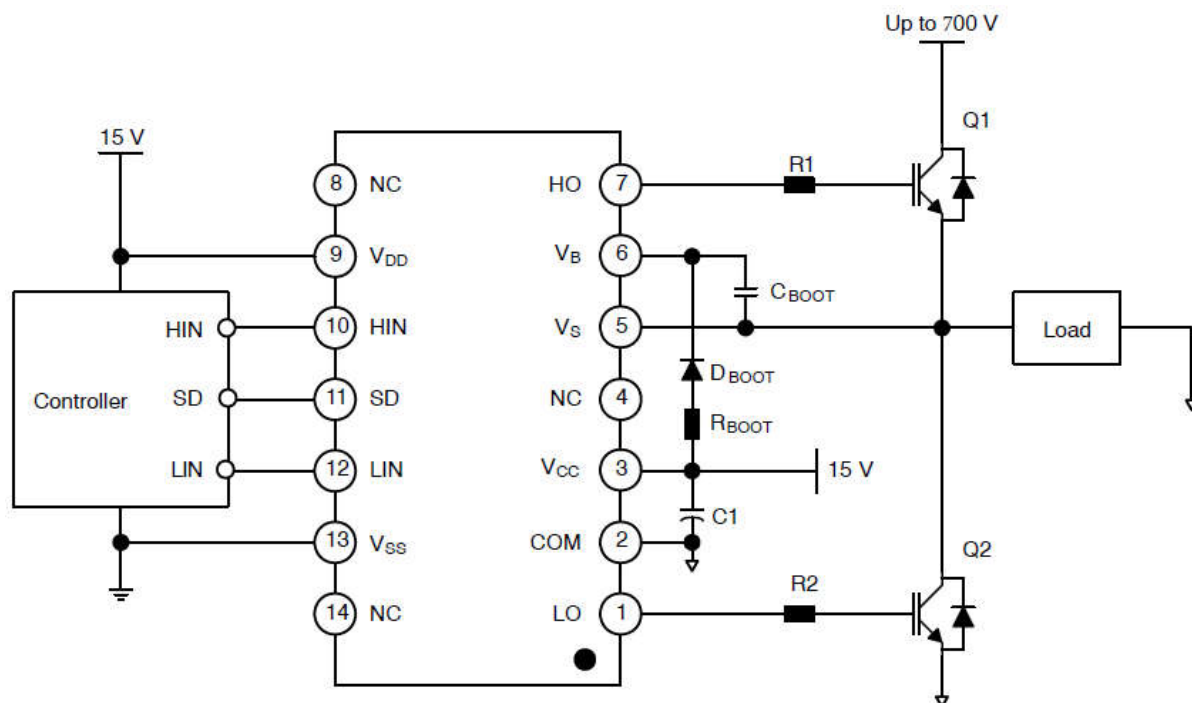 Up to 700 V
15 V
Q1
R1
8 NC HO 7
9 VDD VB 6
CBOOT
HIN 10 HIN VS 5
Load
Controller
SD 11 SD NC 4
DBOOT
RBOOT
LIN 12 LIN VCC 3
15 V
C1
13 VSS COM 2
Q2
R2
14 NC LO 1